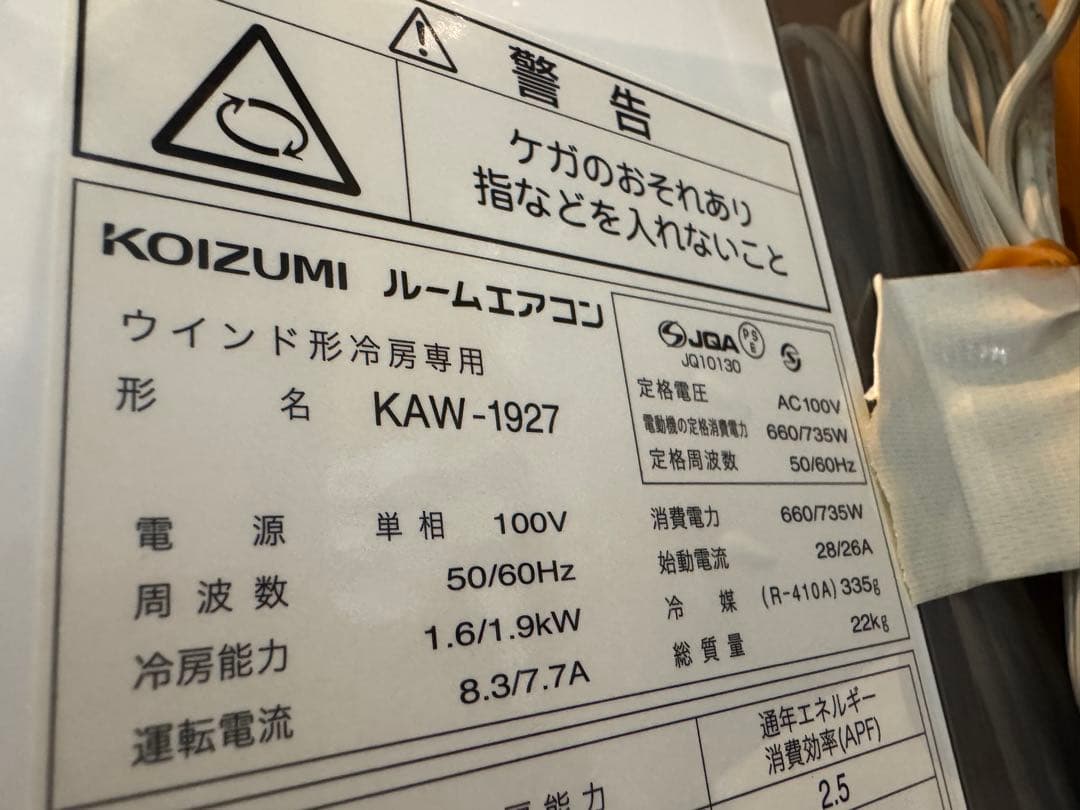 警告
ケガのおそれあり
指などを入れないこと
KOIZUMI ルームエアコン
ウインド形冷房専用
形名 KAW-1927
JQA PS E S
JQ10130
定格電圧 AC100V
電動機の定格消費電力 660/735W
定格周波数 50/60Hz
電源 単相 100V
周波数 50/60Hz
冷房能力 1.6/1.9kW
運転電流 8.3/7.7A
消費電力 660/735W
始動電流 28/26A
冷媒 (R-410A) 335g
総質量 22kg
房能力
通年エネルギー
消費効率(APF)
2.5